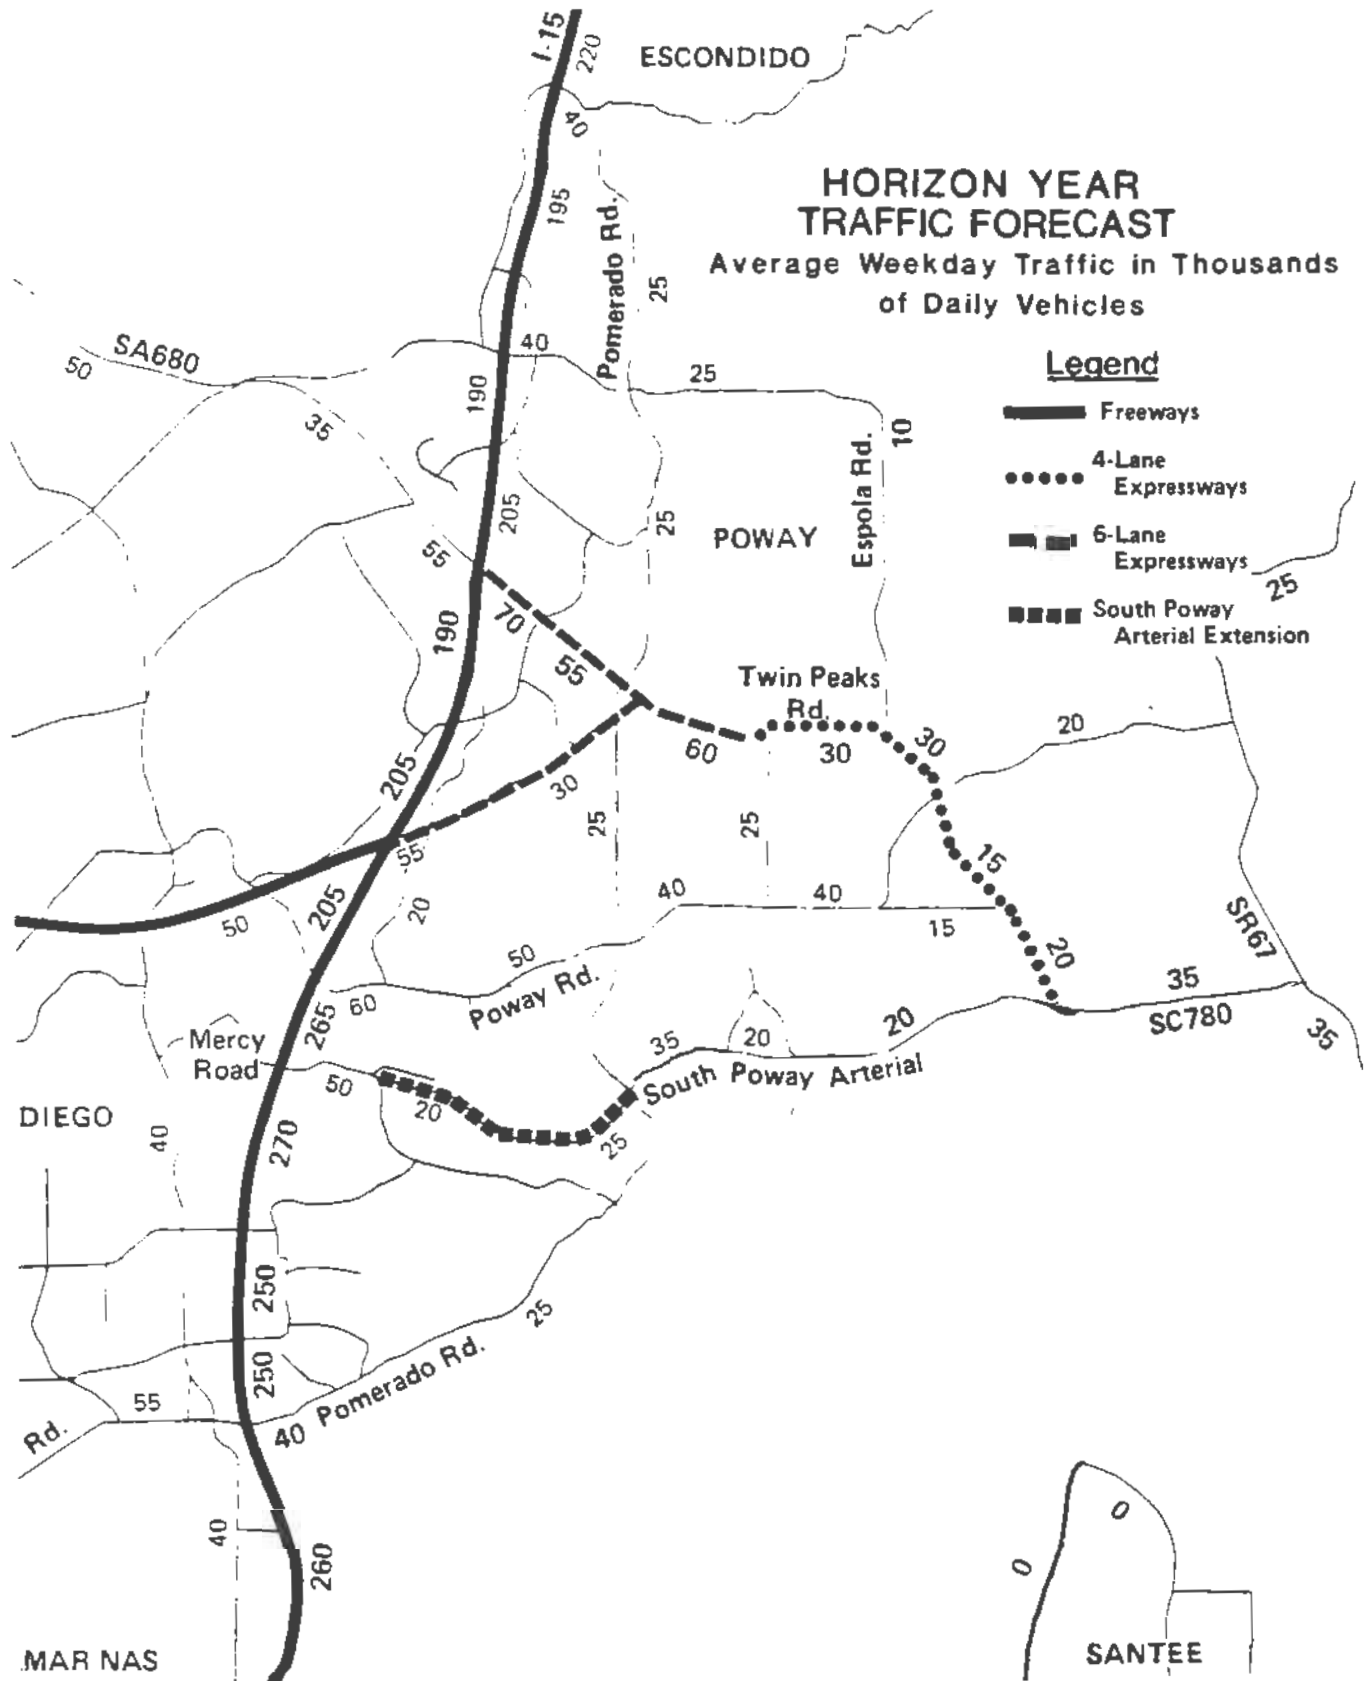 I-15
220
ESCONDIDO
40
HORIZON YEAR
TRAFFIC FORECAST
Average Weekday Traffic in Thousands
of Daily Vehicles
195
Pomerado Rd.
25
SA680
50
40
25
190
35
10
Espola Rd.
Legend
Freeways
4-Lane
Expressways
6-Lane
Expressways
South Poway
Arterial Extension
205
25
POWAY
55
25
70
190
55
Twin Peaks
Rd.
60
30
30
20
205
30
25
25
55
15
50
205
20
40
40
15
SR67
50
20
60
Poway Rd.
265
35
SC780
35
Mercy
Road
35
20
20
South Poway Arterial
50
20
25
DIEGO
40
270
250
25
250
Pomerado Rd.
55
40
Rd.
40
260
0
0
MAR NAS
SANTEE